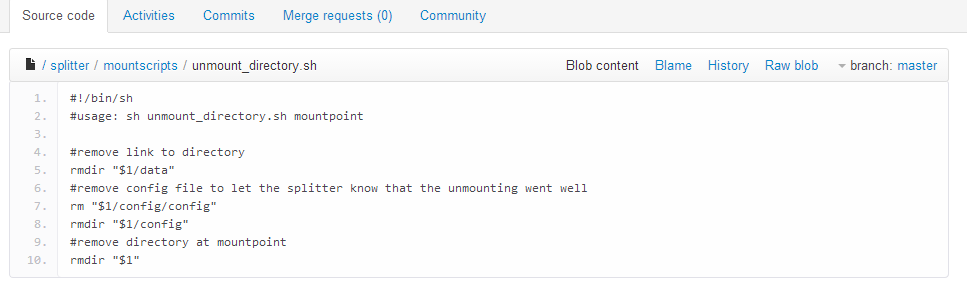 Source code Activities Commits Merge requests (0) Community
/ splitter / mountscripts / unmount_directory.sh Blob content Blame History Raw blob branch: master
1. #!/bin/sh
2. #usage: sh unmount_directory.sh mountpoint
3.
4. #remove link to directory
5. rmdir "$1/data"
6. #remove config file to let the splitter know that the unmounting went well
7. rm "$1/config/config"
8. rmdir "$1/config"
9. #remove directory at mountpoint
10. rmdir "$1"